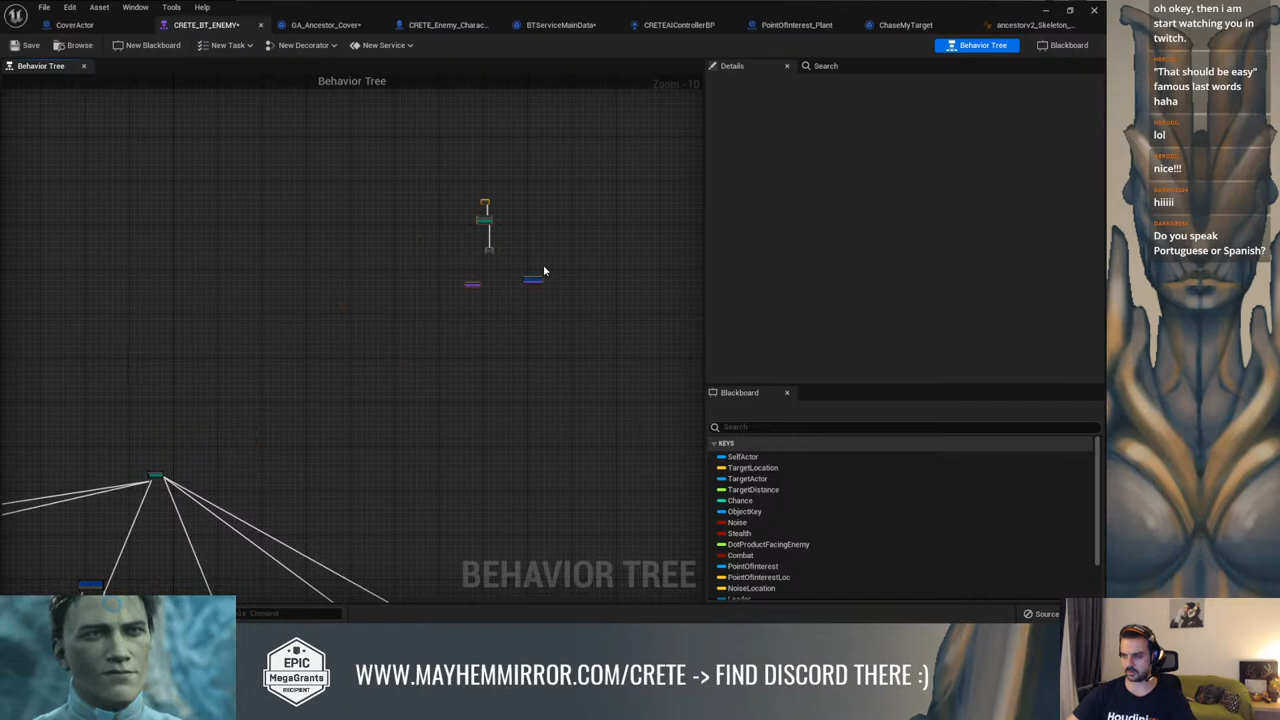 File Edit Asset Window Tools Help
CoverActor
CRETE_BT_ENEMY*
GA_Ancestor_Cover*
CRETE_Enemy_Charac...
BTServiceMainData*
CRETEAIControllerBP
PointOfInterest_Plant
ChaseMyTarget
ancestorv2_Skeleton_...
Save Browse New Blackboard New Task New Decorator New Service Behavior Tree Blackboard
Behavior Tree
Behavior Tree
Zoom -10
Details
Search
BEHAVIOR TREE
Blackboard
Search
KEYS
SelfActor
TargetLocation
TargetActor
TargetDistance
Chance
ObjectKey
Noise
Stealth
DotProductFacingEnemy
Combat
PointOfInterest
PointOfInterestLoc
NoiseLocation
Command
Source
oh okey, then i am
start watching you in
twitch.
"That should be easy"
famous last words
haha
lol
nice!!!
hiiiii
Do you speak
Portuguese or Spanish?
EPIC
MegaGrants
RECIPIENT
WWW.MAYHEMMIRROR.COM/CRETE -> FIND DISCORD THERE :)
Houdini